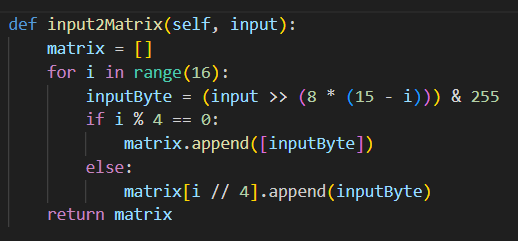 def input2Matrix(self, input):
    matrix = []
    for i in range(16):
        inputByte = (input >> (8 * (15 - i))) & 255
        if i % 4 == 0:
            matrix.append([inputByte])
        else:
            matrix[i // 4].append(inputByte)
    return matrix